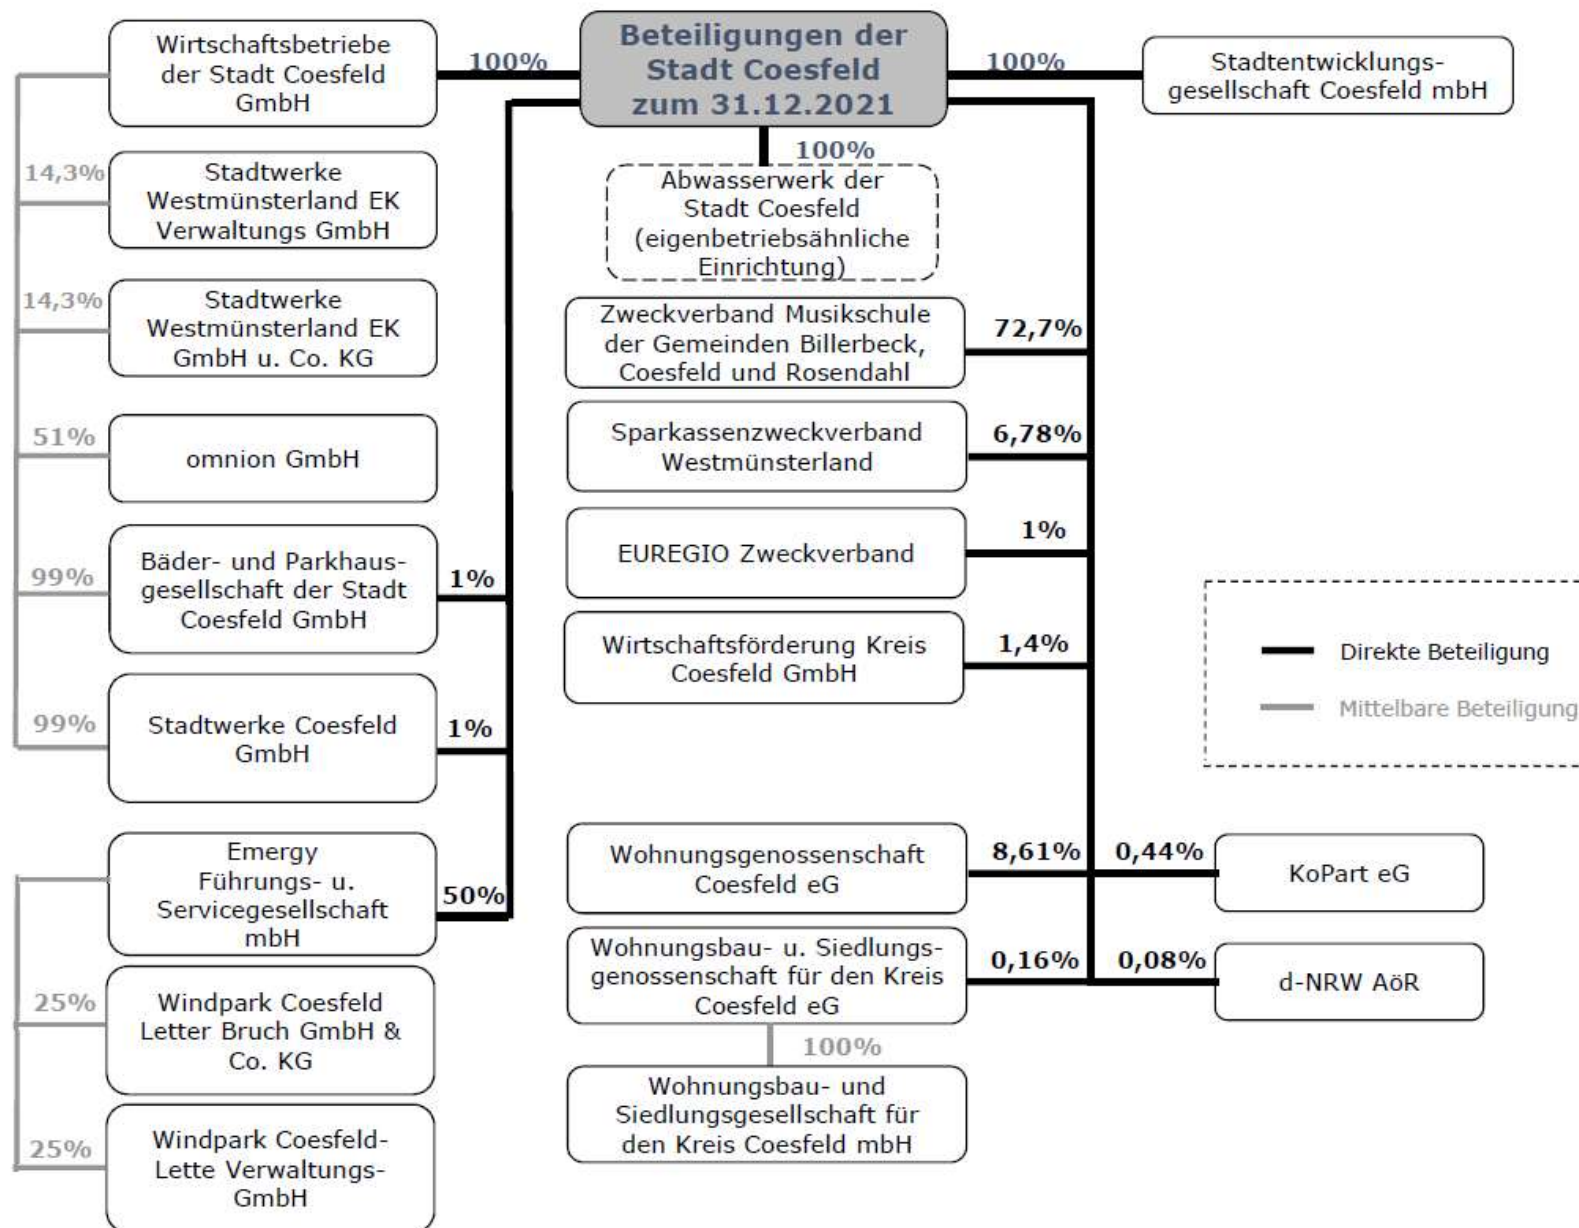 Beteiligungen der
Stadt Coesfeld
zum 31.12.2021
Wirtschaftsbetriebe
der Stadt Coesfeld
GmbH
100%
100%
Stadtentwicklungs-
gesellschaft Coesfeld mbH
100%
Abwasserwerk der
Stadt Coesfeld
(eigenbetriebsähnliche
Einrichtung)
14,3%
Stadtwerke
Westmünsterland EK
Verwaltungs GmbH
14,3%
Stadtwerke
Westmünsterland EK
GmbH u. Co. KG
51%
omnion GmbH
99%
Bäder- und Parkhaus-
gesellschaft der Stadt
Coesfeld GmbH
1%
99%
Stadtwerke Coesfeld
GmbH
1%
Emergy
Führungs- u.
Servicegesellschaft
mbH
50%
25%
Windpark Coesfeld
Letter Bruch GmbH &
Co. KG
25%
Windpark Coesfeld-
Lette Verwaltungs-
GmbH
Zweckverband Musikschule
der Gemeinden Billerbeck,
Coesfeld und Rosendahl
72,7%
Sparkassenzweckverband
Westmünsterland
6,78%
EUREGIO Zweckverband
1%
Wirtschaftsförderung Kreis
Coesfeld GmbH
1,4%
Wohnungsgenossenschaft
Coesfeld eG
8,61%
0,44%
KoPart eG
Wohnungsbau- u. Siedlungs-
genossenschaft für den Kreis
Coesfeld eG
0,16%
0,08%
d-NRW AöR
100%
Wohnungsbau- und
Siedlungsgesellschaft für
den Kreis Coesfeld mbH
Direkte Beteiligung
Mittelbare Beteiligung